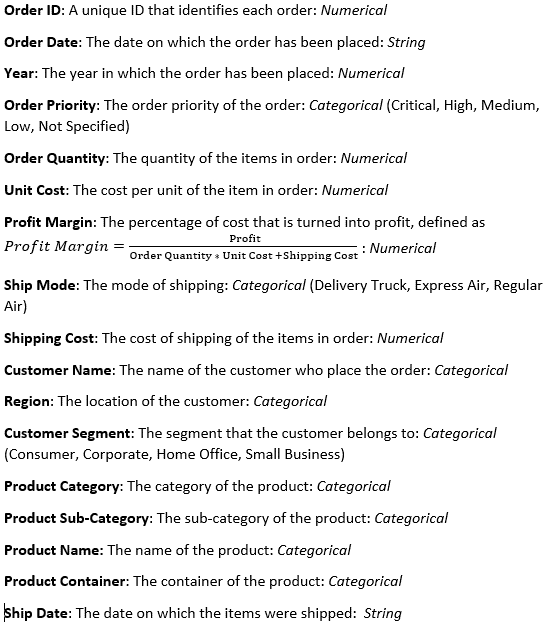 Order ID: A unique ID that identifies each order: Numerical
Order Date: The date on which the order has been placed: String
Year: The year in which the order has been placed: Numerical
Order Priority: The order priority of the order: Categorical (Critical, High, Medium,
Low, Not Specified)
Order Quantity: The quantity of the items in order: Numerical
Unit Cost: The cost per unit of the item in order: Numerical
Profit Margin: The percentage of cost that is turned into profit, defined as
Profit Margin = Profit / Order Quantity * Unit Cost +Shipping Cost : Numerical
Ship Mode: The mode of shipping: Categorical (Delivery Truck, Express Air, Regular
Air)
Shipping Cost: The cost of shipping of the items in order: Numerical
Customer Name: The name of the customer who place the order: Categorical
Region: The location of the customer: Categorical
Customer Segment: The segment that the customer belongs to: Categorical
(Consumer, Corporate, Home Office, Small Business)
Product Category: The category of the product: Categorical
Product Sub-Category: The sub-category of the product: Categorical
Product Name: The name of the product: Categorical
Product Container: The container of the product: Categorical
Ship Date: The date on which the items were shipped: String